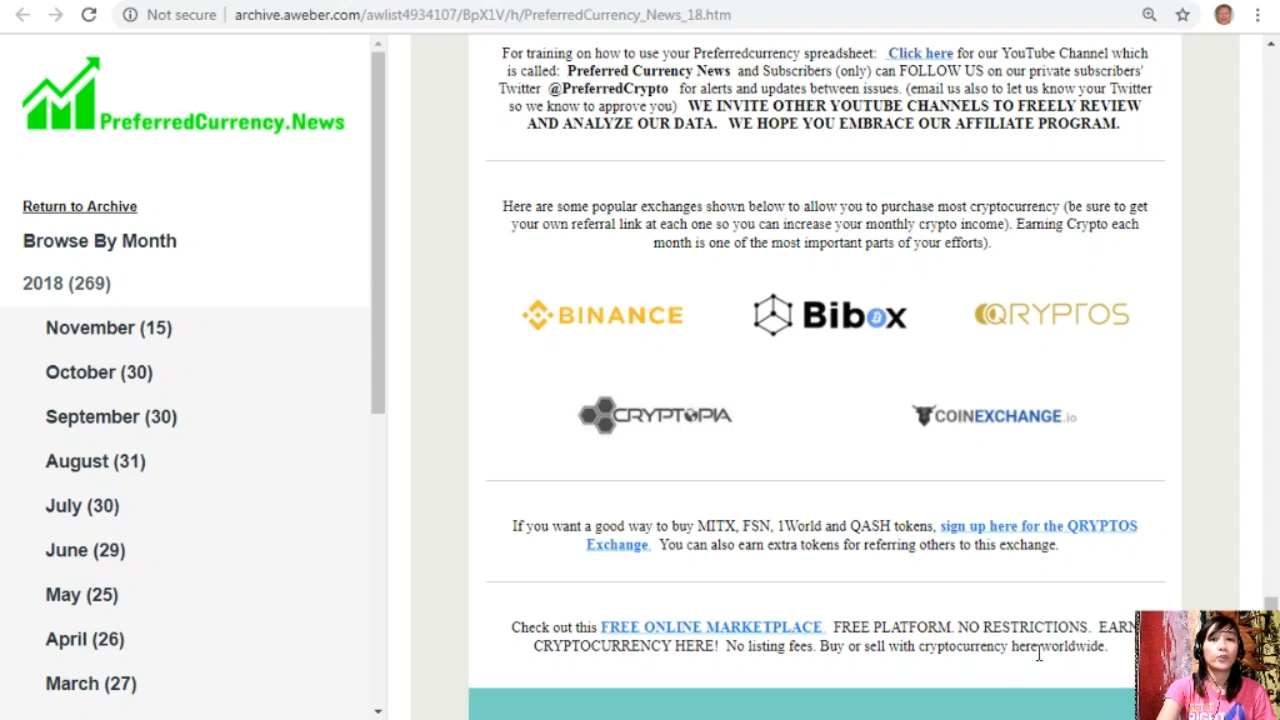 Not secure
archive.aweber.com/awlist4934107/BpX1V/h/PreferredCurrency_News_18.htm
PreferredCurrency.News
Return to Archive
Browse By Month
2018 (269)
November (15)
October (30)
September (30)
August (31)
July (30)
June (29)
May (25)
April (26)
March (27)
For training on how to use your Preferredcurrency spreadsheet: Click here for our YouTube Channel which
is called: Preferred Currency News and Subscribers (only) can FOLLOW US on our private subscribers'
Twitter @PreferredCrypto for alerts and updates between issues. (email us also to let us know your Twitter
so we know to approve you) WE INVITE OTHER YOUTUBE CHANNELS TO FREELY REVIEW
AND ANALYZE OUR DATA. WE HOPE YOU EMBRACE OUR AFFILIATE PROGRAM.
Here are some popular exchanges shown below to allow you to purchase most cryptocurrency (be sure to get
your own referral link at each one so you can increase your monthly crypto income). Earning Crypto each
month is one of the most important parts of your efforts).
BINANCE
Bibox
QRYPTOS
CRYPTOPIA
COINEXCHANGE.io
If you want a good way to buy MITX, FSN, 1World and QASH tokens, sign up here for the QRYPTOS
Exchange. You can also earn extra tokens for referring others to this exchange.
Check out this FREE ONLINE MARKETPLACE. FREE PLATFORM. NO RESTRICTIONS. EARN
CRYPTOCURRENCY HERE! No listing fees. Buy or sell with cryptocurrency here worldwide.